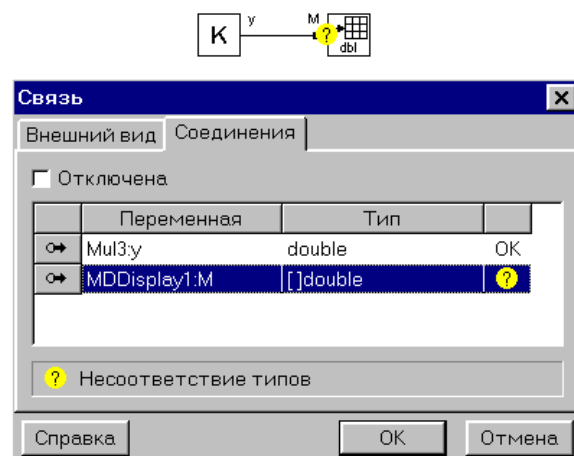 K y M ?
dbl
Связь
Внешний вид Соединения
Отключена
Переменная Тип
Mul3:y double OK
MDDisplay1:M [ ]double ?
? Несоответствие типов
Справка OK Отмена